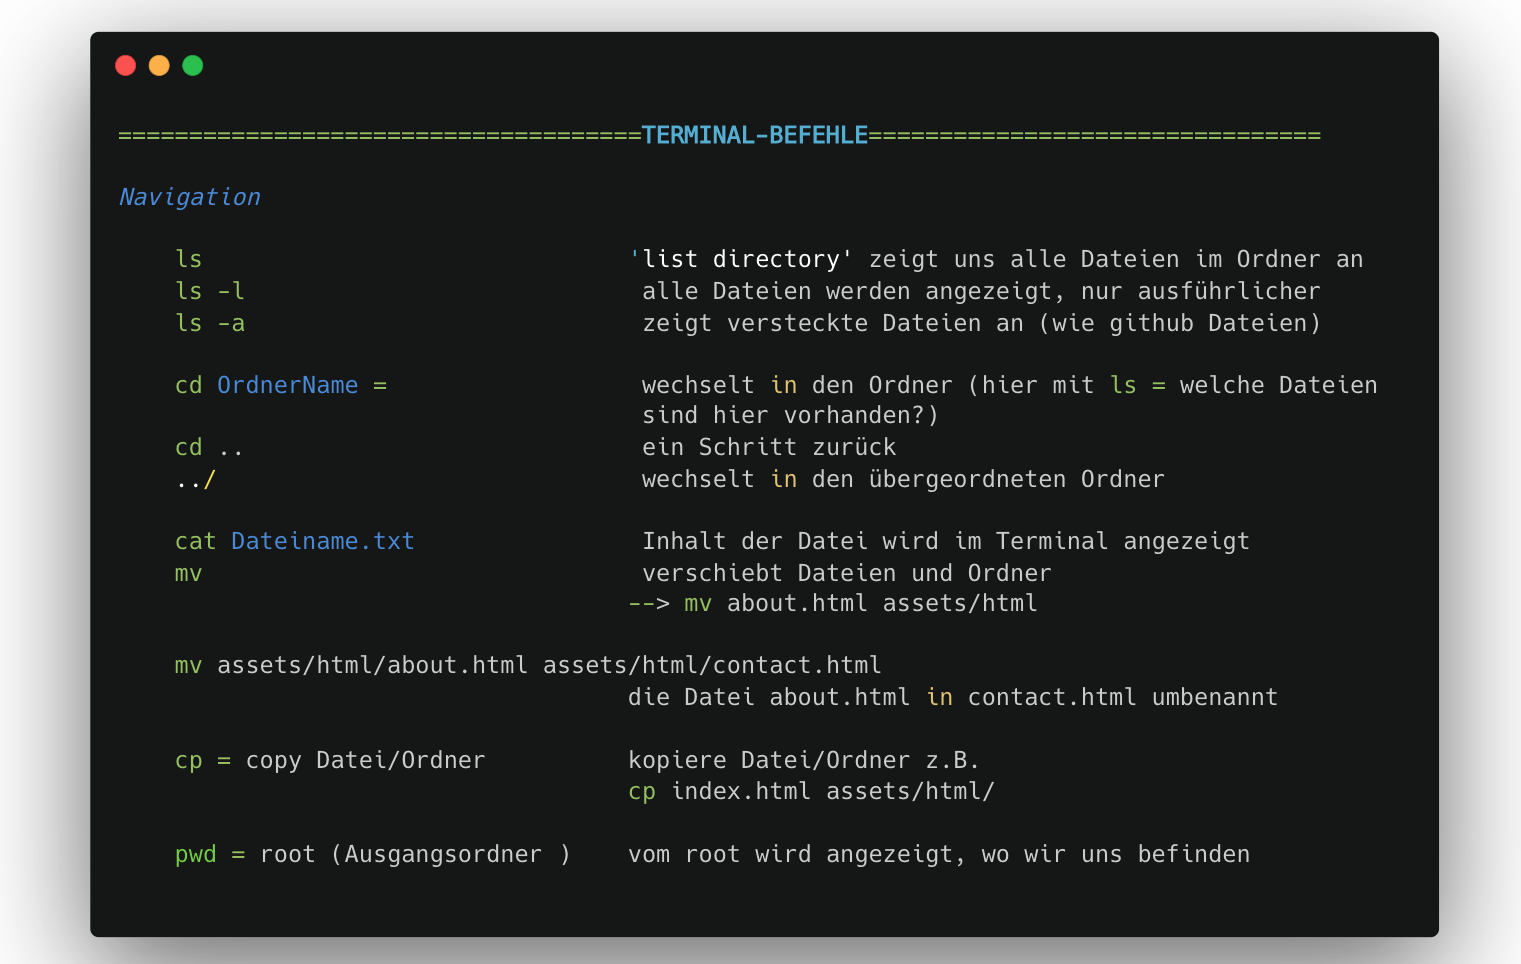 =====================================TERMINAL-BEFEHLE================================
Navigation
ls 'list directory' zeigt uns alle Dateien im Ordner an
ls -l alle Dateien werden angezeigt, nur ausführlicher
ls -a zeigt versteckte Dateien an (wie github Dateien)
cd OrdnerName = wechselt in den Ordner (hier mit ls = welche Dateien
sind hier vorhanden?)
cd .. ein Schritt zurück
../ wechselt in den übergeordneten Ordner
cat Dateiname.txt Inhalt der Datei wird im Terminal angezeigt
mv verschiebt Dateien und Ordner
--> mv about.html assets/html
mv assets/html/about.html assets/html/contact.html
die Datei about.html in contact.html umbenannt
cp = copy Datei/Ordner kopiere Datei/Ordner z.B.
cp index.html assets/html/
pwd = root (Ausgangsordner ) vom root wird angezeigt, wo wir uns befinden